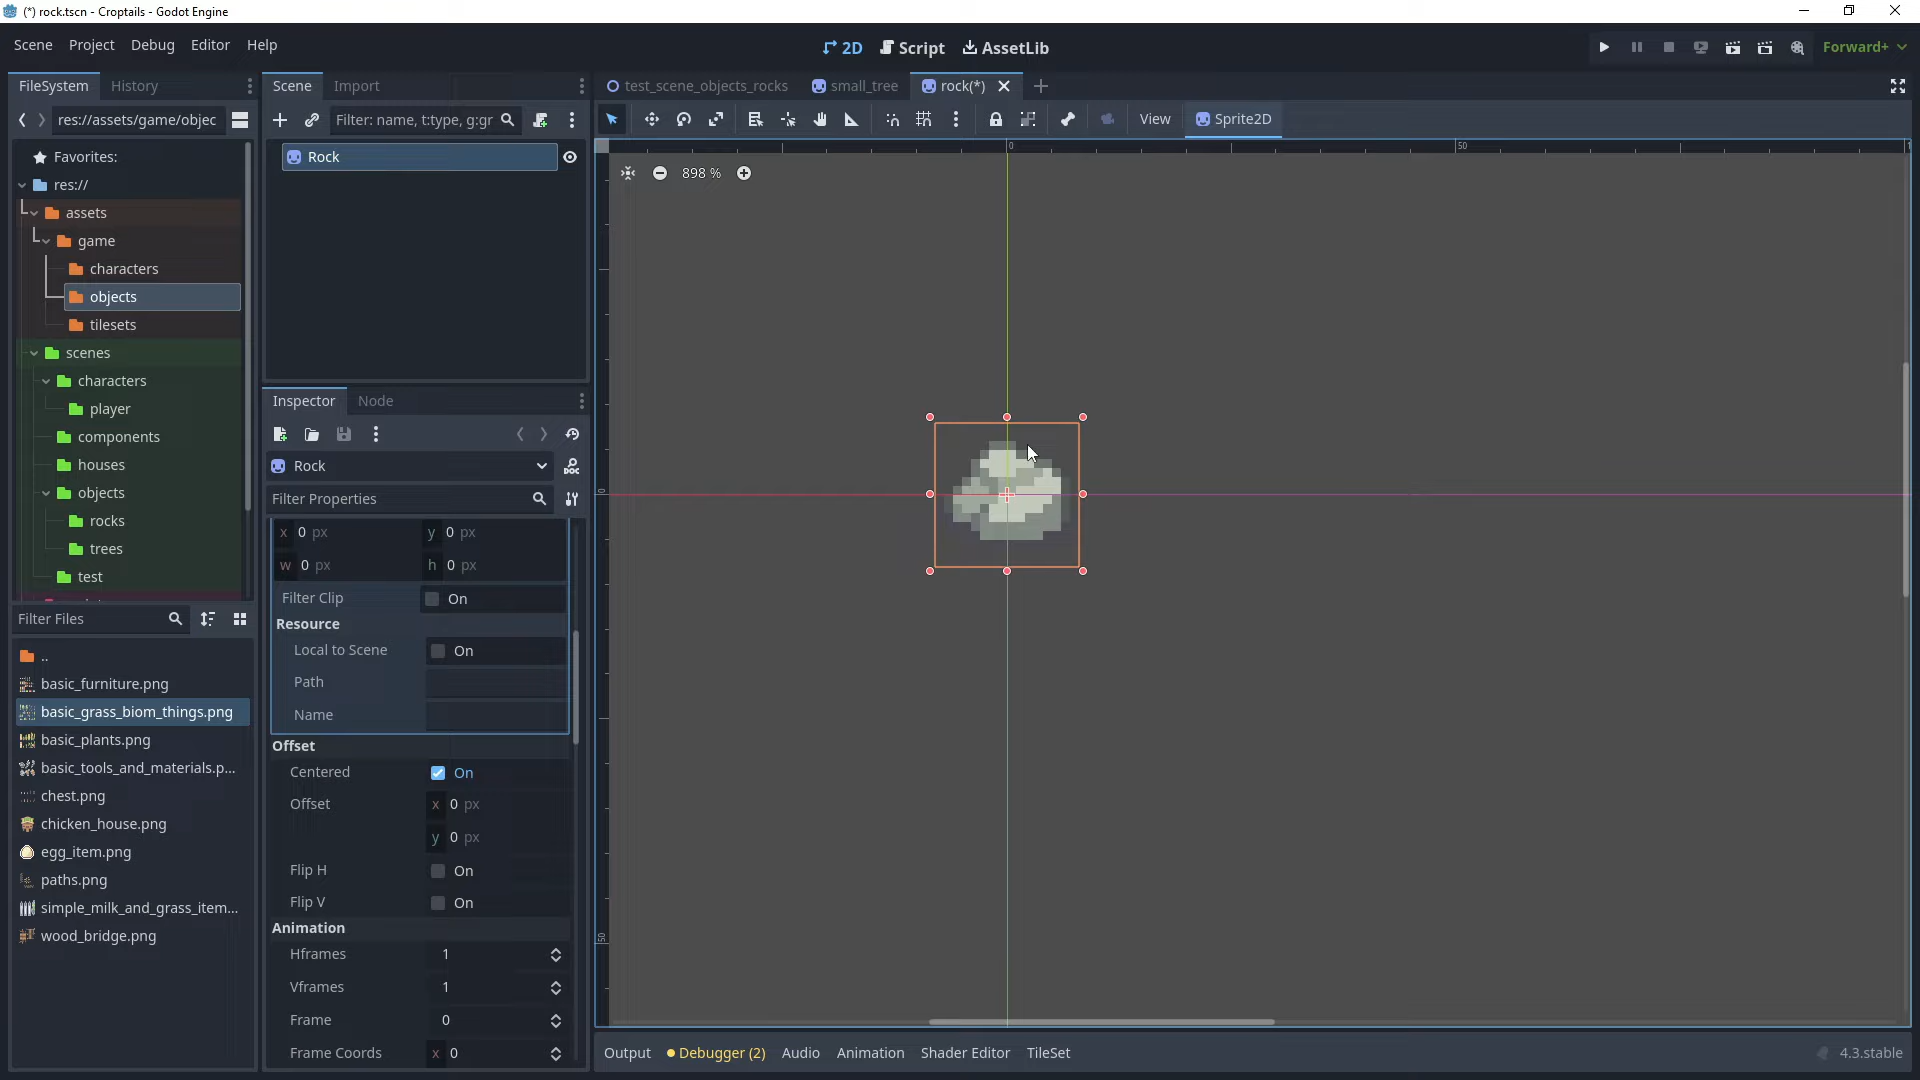 (*) rock.tscn - Croptails - Godot Engine
Scene Project Debug Editor Help
2D Script AssetLib
Forward+
FileSystem History
Scene Import
test_scene_objects_rocks small_tree rock(*)
res://assets/game/objec
Filter: name, t:type, g:gr
View Sprite2D
Favorites:
res://
assets
game
characters
objects
tilesets
scenes
characters
player
components
houses
objects
rocks
trees
test
Filter Files
..
basic_furniture.png
basic_grass_biom_things.png
basic_plants.png
basic_tools_and_materials.p...
chest.png
chicken_house.png
egg_item.png
paths.png
simple_milk_and_grass_item...
wood_bridge.png
Rock
Inspector Node
Rock
Filter Properties
x 0 px y 0 px
w 0 px h 0 px
Filter Clip On
Resource
Local to Scene On
Path
Name
Offset
Centered On
Offset x 0 px
y 0 px
Flip H On
Flip V On
Animation
Hframes 1
Vframes 1
Frame 0
Frame Coords x 0
0 50
898 %
0
50
Output Debugger (2) Audio Animation Shader Editor TileSet
4.3.stable